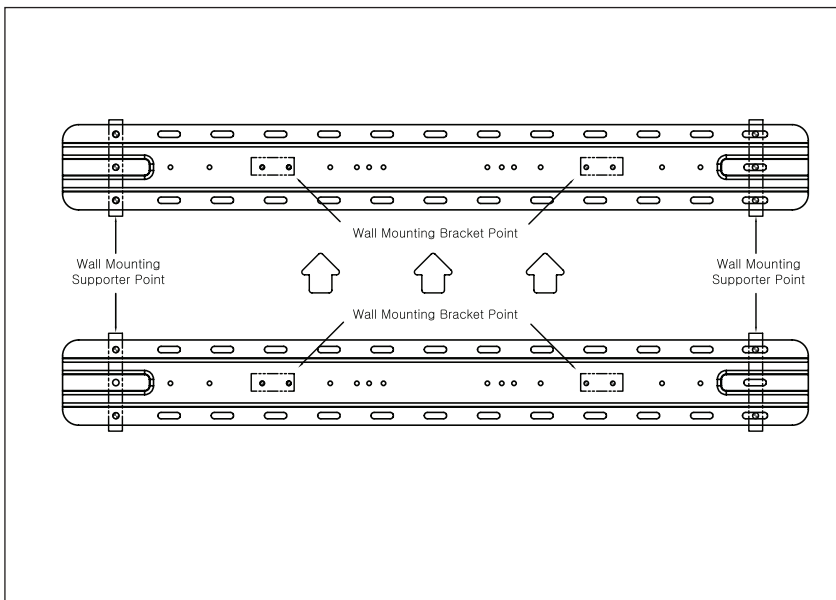 Wall Mounting Bracket Point
Wall Mounting
Supporter Point
Wall Mounting
Supporter Point
Wall Mounting Bracket Point